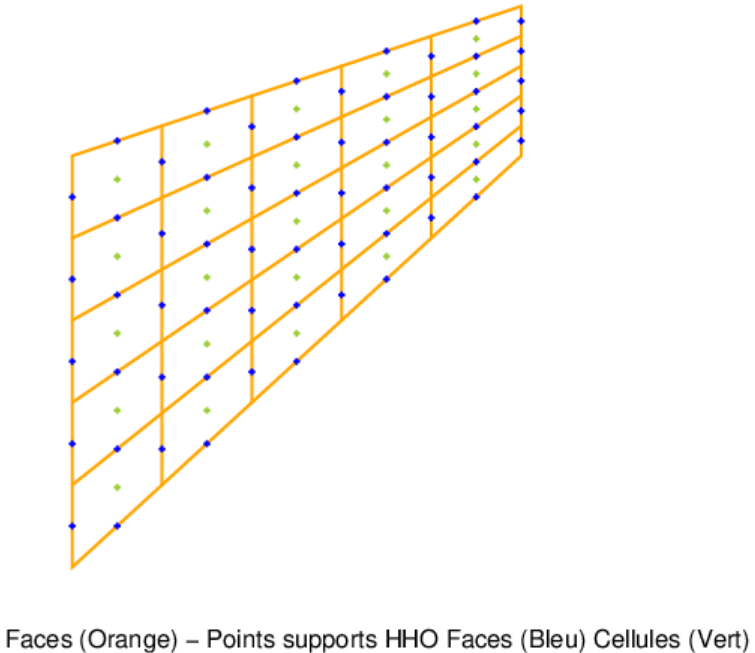 Faces (Orange) – Points supports HHO Faces (Bleu) Cellules (Vert)